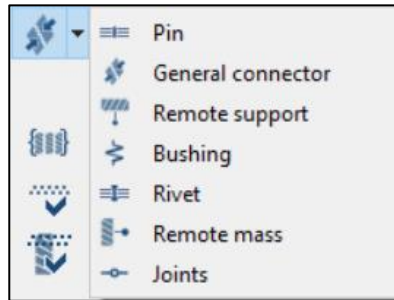 Pin
General connector
Remote support
Bushing
Rivet
Remote mass
Joints